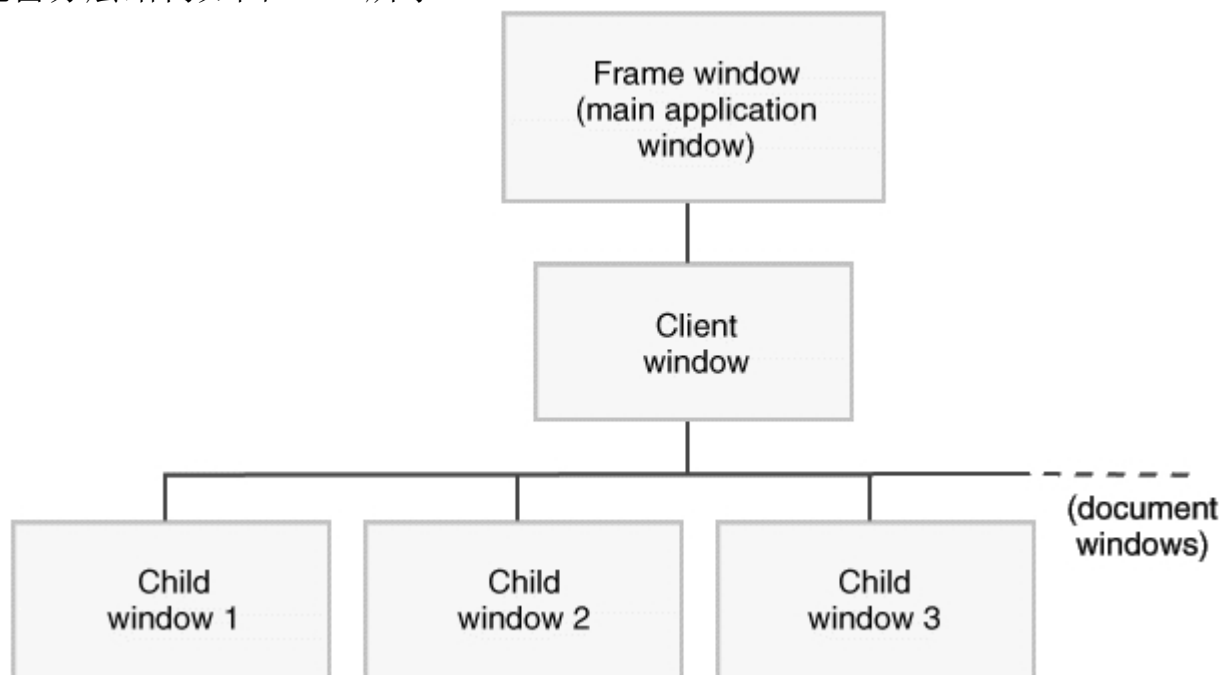 Frame window
(main application
window)
Client
window
(document
windows)
Child
window 1
Child
window 2
Child
window 3